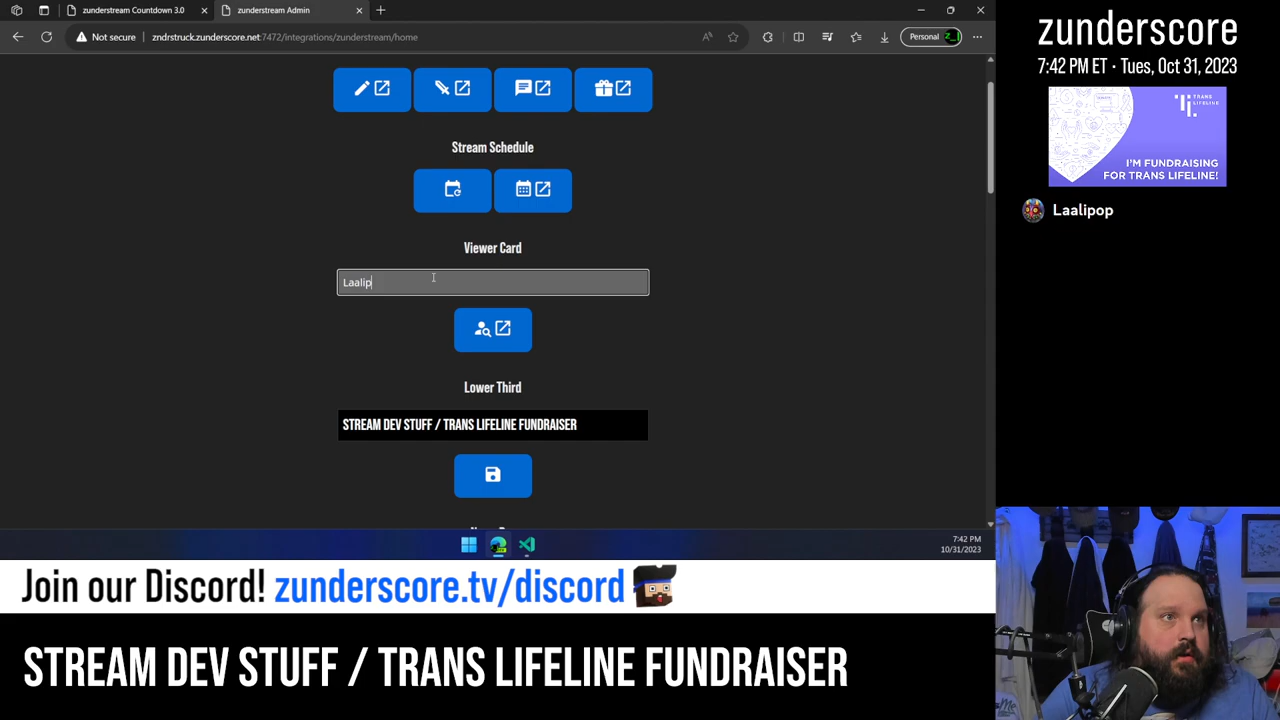 zunderstream Countdown 3.0
zunderstream Admin
Not secure
zndrstruck.zunderscore.net:7472/integrations/zunderstream/home
Personal
Stream Schedule
Viewer Card
Laalip
Lower Third
STREAM DEV STUFF / TRANS LIFELINE FUNDRAISER
7:42 PM
10/31/2023
zunderscore
7:42 PM ET · Tues, Oct 31, 2023
TRANS
LIFELINE
I'M FUNDRAISING
FOR TRANS LIFELINE!
Laalipop
Join our Discord! zunderscore.tv/discord
STREAM DEV STUFF / TRANS LIFELINE FUNDRAISER